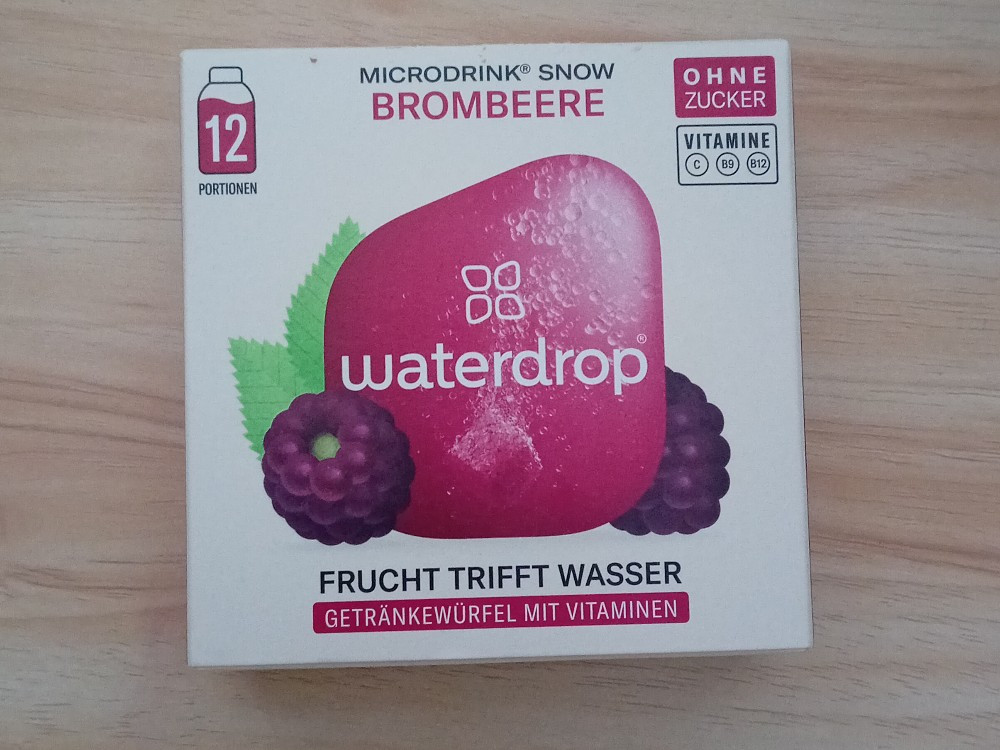 MICRODRINK® SNOW
BROMBEERE
12
PORTIONEN
OHNE
ZUCKER
VITAMINE
C B9 B12
waterdrop®
FRUCHT TRIFFT WASSER
GETRÄNKEWÜRFEL MIT VITAMINEN